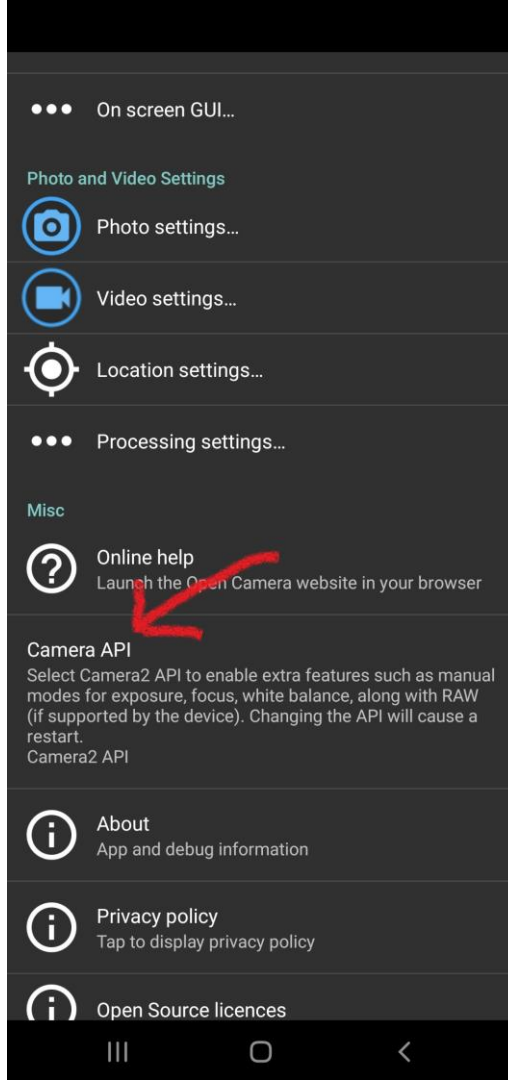 On screen GUI...
Photo and Video Settings
Photo settings...
Video settings...
Location settings...
Processing settings...
Misc
Online help
Launch the Open Camera website in your browser
Camera API
Select Camera2 API to enable extra features such as manual
modes for exposure, focus, white balance, along with RAW
(if supported by the device). Changing the API will cause a
restart.
Camera2 API
About
App and debug information
Privacy policy
Tap to display privacy policy
Open Source licences